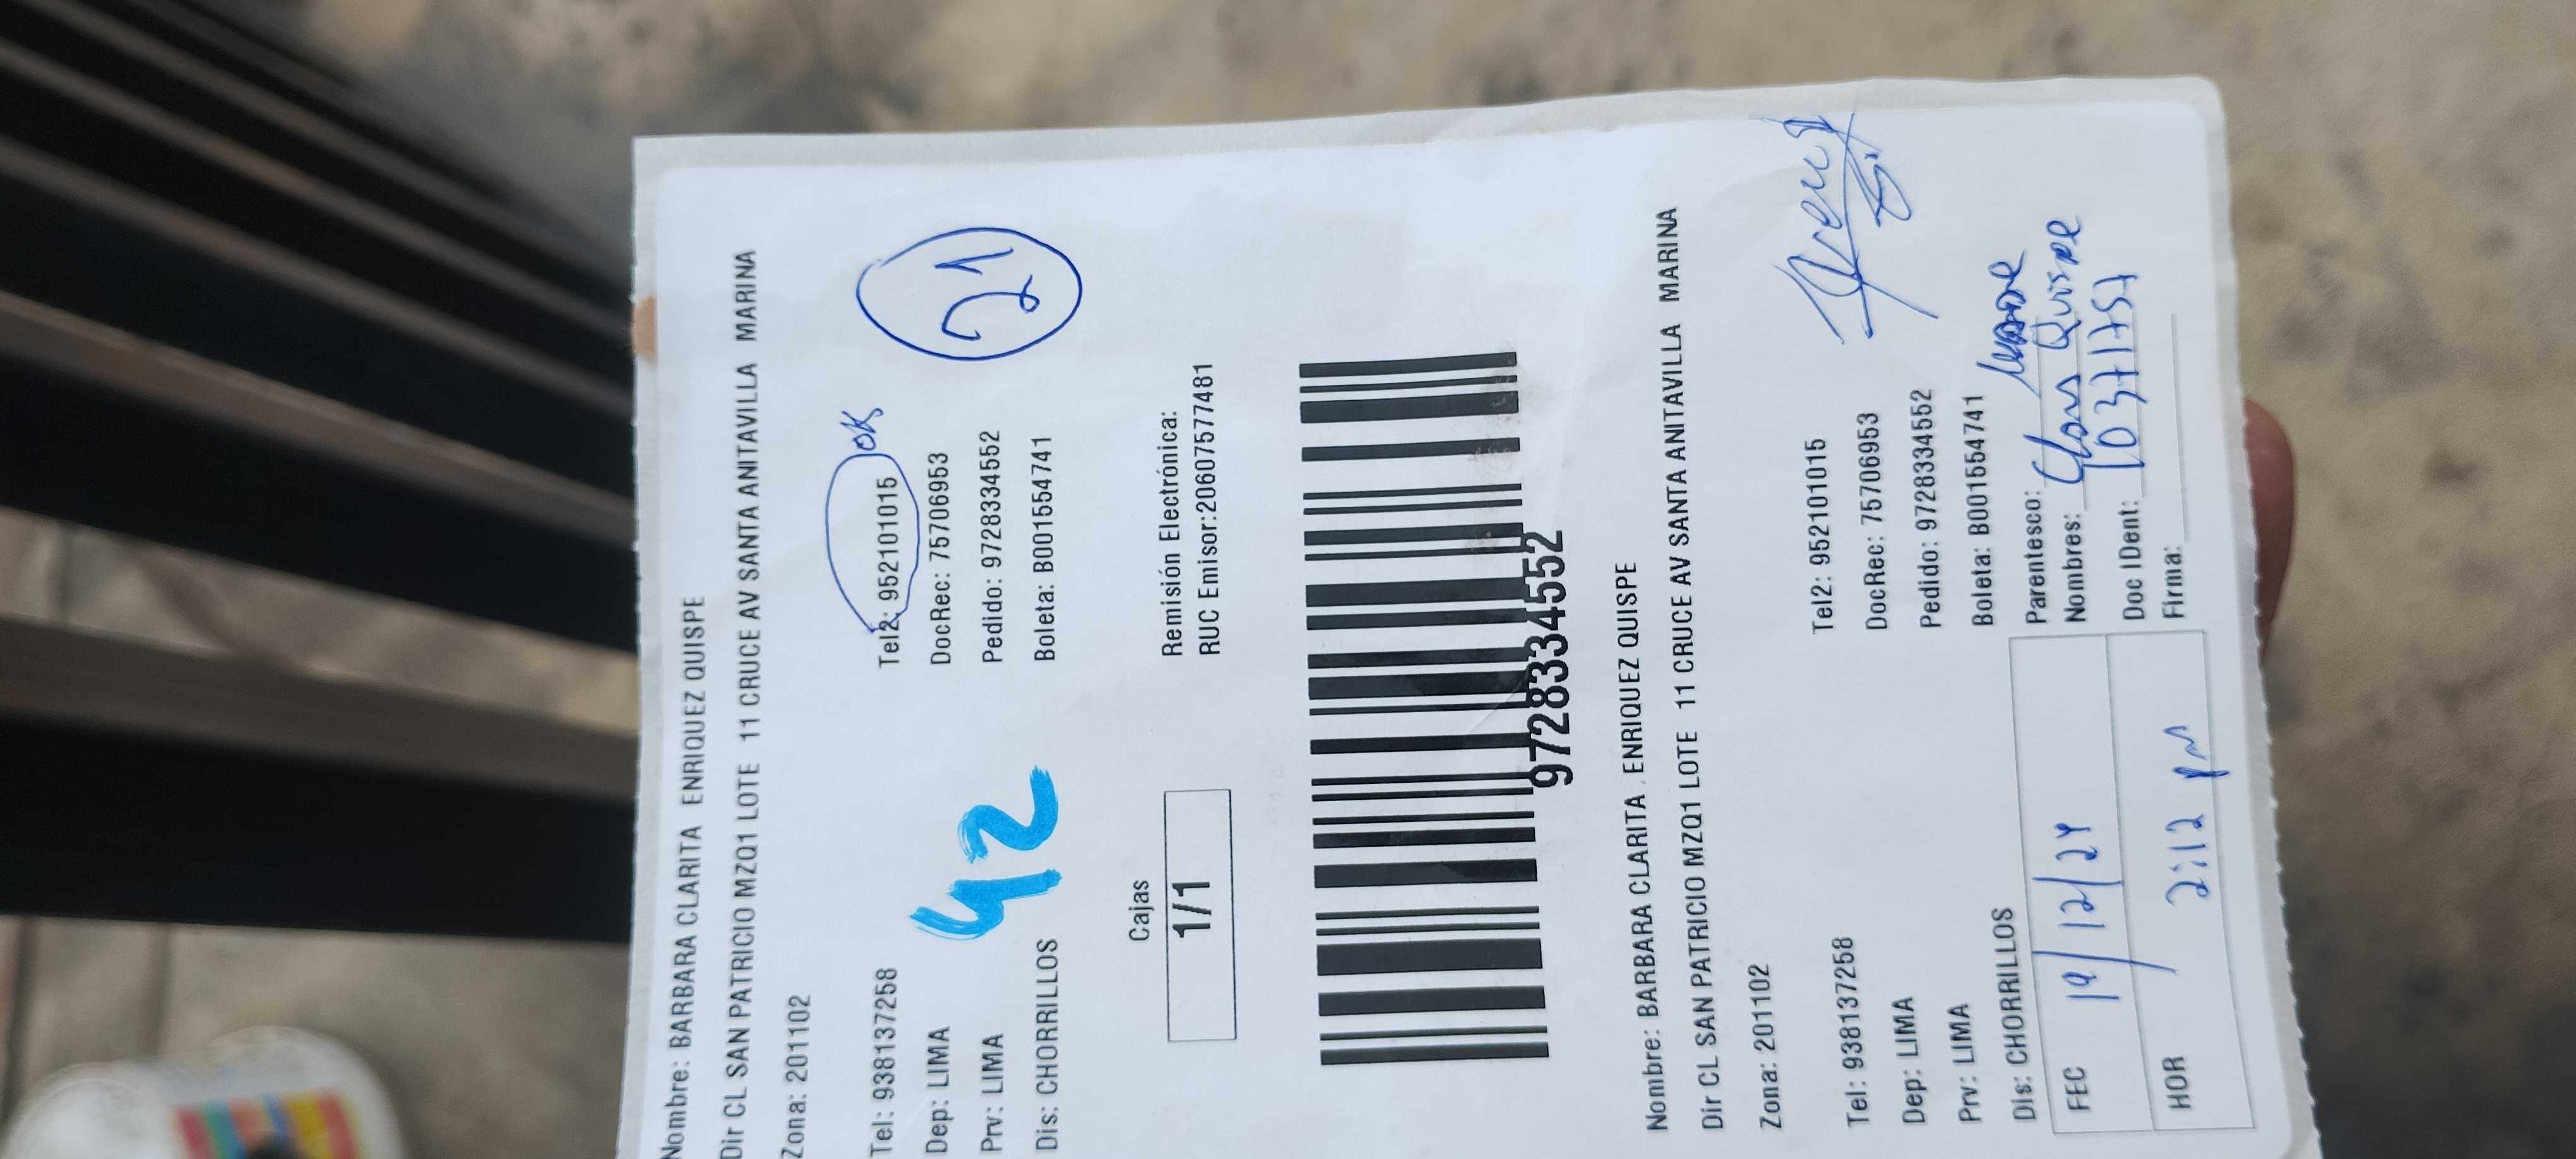 Nombre: BARBARA CLARITA ENRIQUEZ QUISPE
Dir CL SAN PATRICIO MZQ1 LOTE 11 CRUCE AV SANTA ANITAVILLA MARINA
Zona: 201102
Tel: 938137258 Tel2: 952101015 OK
Dep: LIMA DocRec: 75706953
Prv: LIMA Pedido: 9728334552
Dis: CHORRILLOS Boleta: B001554741
42
21
Cajas
1/1
Remisión Electrónica:
RUC Emisor:20607577481
9728334552
Nombre: BARBARA CLARITA ENRIQUEZ QUISPE
Dir CL SAN PATRICIO MZQ1 LOTE 11 CRUCE AV SANTA ANITAVILLA MARINA
Zona: 201102
Tel: 938137258 Tel2: 952101015
Dep: LIMA DocRec: 75706953
Prv: LIMA Pedido: 9728334552
Dis: CHORRILLOS Boleta: B001554741
FEC 19/12/24
HOR 2:12 pm
Parentesco:
Nombres: Quispe
Doc IDent: 10371757
Firma: